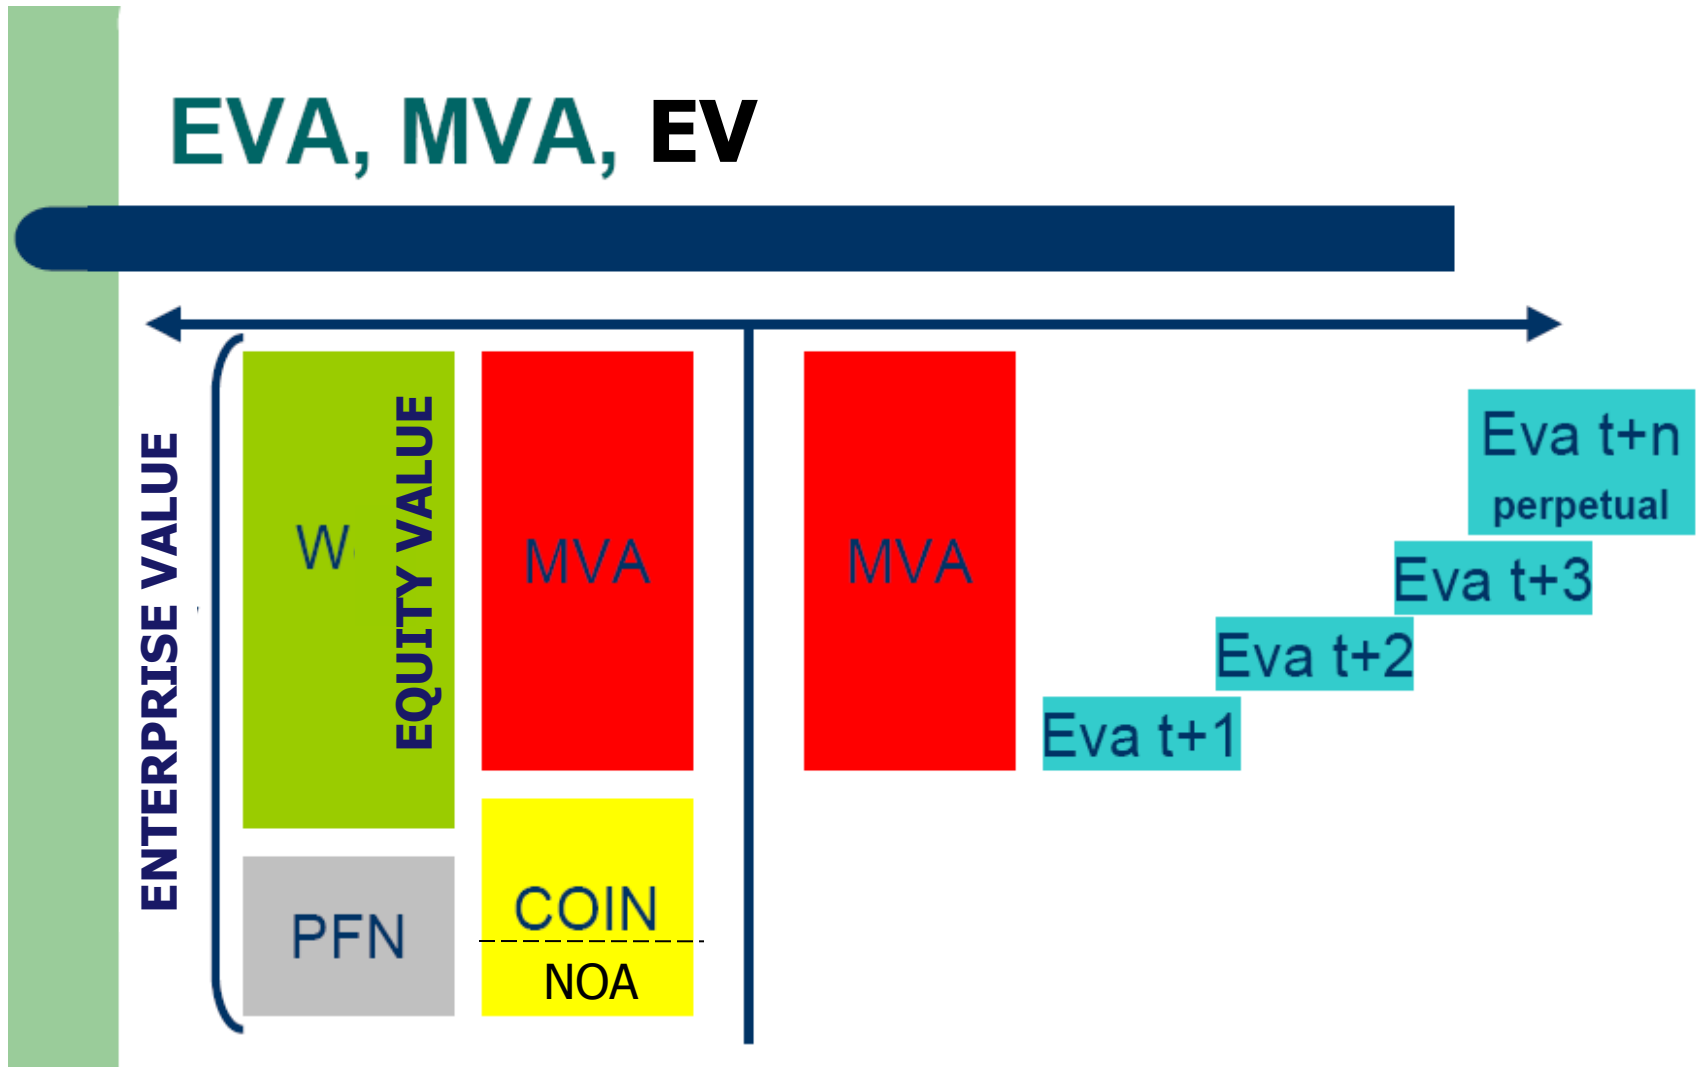 EVA, MVA, EV
ENTERPRISE VALUE
W
EQUITY VALUE
MVA
MVA
Eva t+n
perpetual
Eva t+3
Eva t+2
Eva t+1
PFN
COIN
NOA